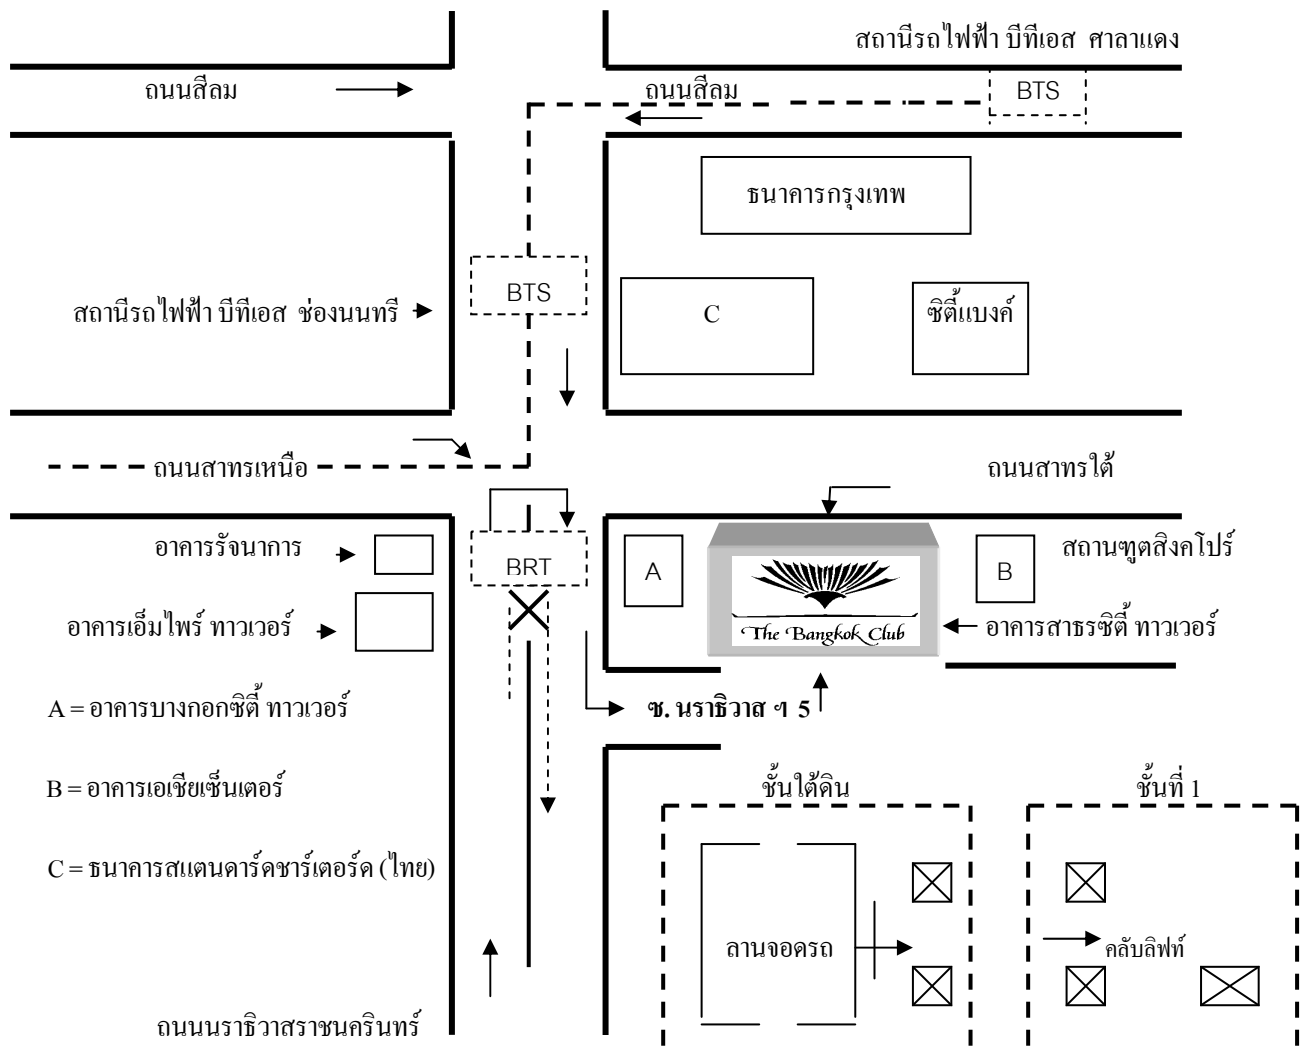 สถานีรถไฟฟ้า บีทีเอส ศาลาแดง
ถนนสีลม
ถนนสีลม
BTS
ธนาคารกรุงเทพ
BTS
สถานีรถไฟฟ้า บีทีเอส ช่องนนทรี
C
ซิตี้แบงค์
ถนนสาทรเหนือ
ถนนสาทรใต้
อาคารรัจนาการ
BRT
A
The Bangkok Club
B
สถานฑูตสิงคโปร์
อาคารเอ็มไพร์ ทาวเวอร์
อาคารสาธรซิตี้ ทาวเวอร์
A = อาคารบางกอกซิตี้ ทาวเวอร์
ซ. นราธิวาส ฯ 5
B = อาคารเอเชียเซ็นเตอร์
ชั้นใต้ดิน
ชั้นที่ 1
C = ธนาคารสแตนดาร์ดชาร์เตอร์ด (ไทย)
ลานจอดรถ
คลับลิฟท์
ถนนนราธิวาสราชนครินทร์